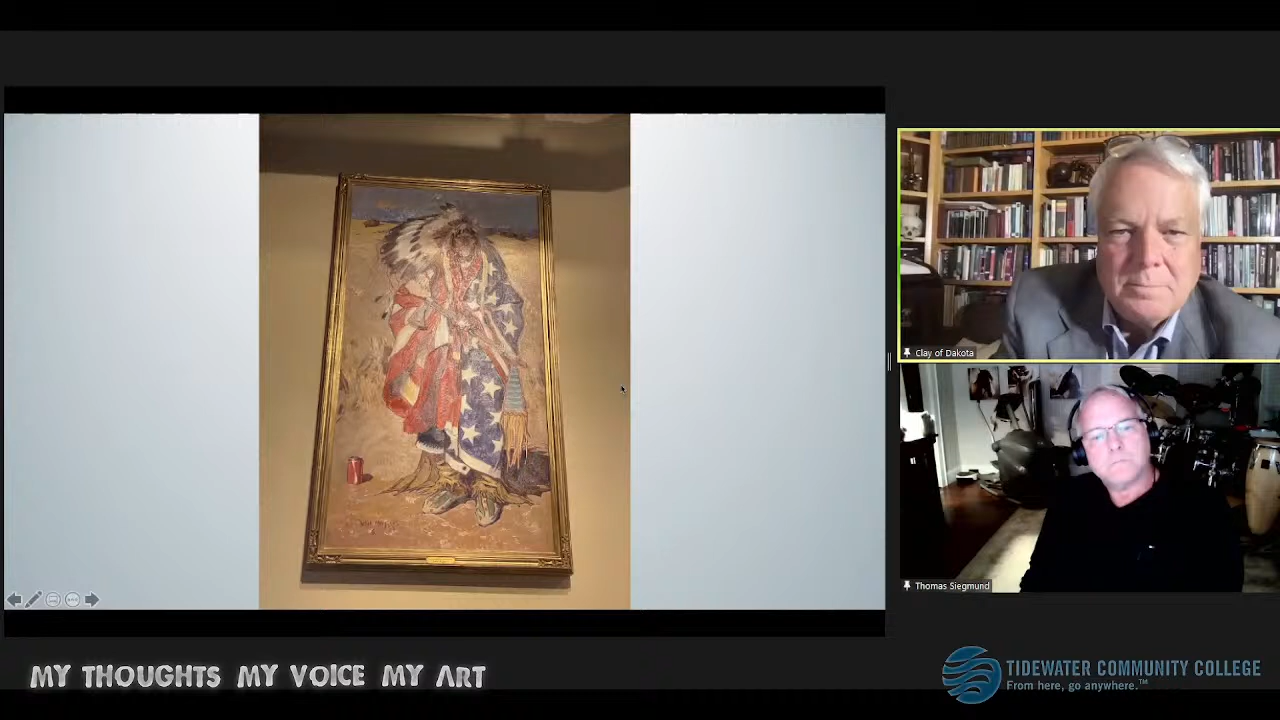 Clay of Dakota
Thomas Siegmund
MY THOUGHTS MY VOICE MY ART
TIDEWATER COMMUNITY COLLEGE
From here, go anywhere.™